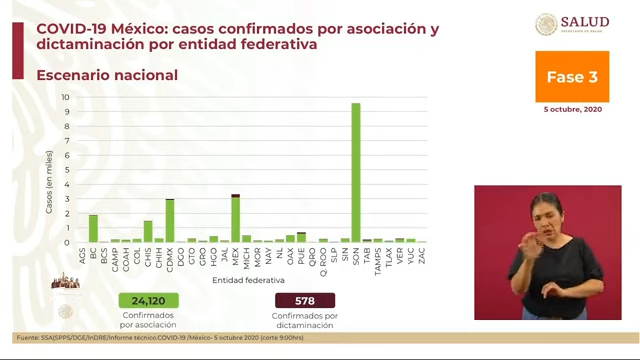 COVID-19 México: casos confirmados por asociación y
dictaminación por entidad federativa
SALUD
SECRETARÍA DE SALUD
Escenario nacional
Fase 3
5 octubre, 2020
Casos (en miles)
10
9
8
7
6
5
4
3
2
1
0
AGS BC BCS CAMP COAH COL CHIS CHIH CDMX DGO GTO GRO HGO JAL MEX MICH MOR NAY NL OAX PUE QRO Q. ROO SLP SIN SON TAB TAMPS TLAX VER YUC ZAC
Entidad federativa
24,120
Confirmados
por asociación
578
Confirmados por
dictaminación
Fuente: SSA(SPPS/DGE/InDRE/Informe técnico.COVID-19 /México- 5 octubre 2020 (corte 9:00hrs)